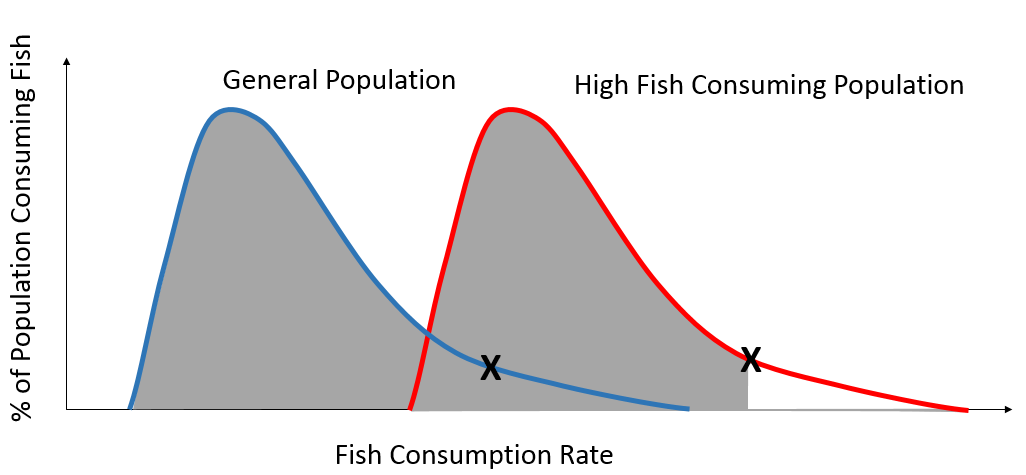 % of Population Consuming Fish
General Population
High Fish Consuming Population
X
X
Fish Consumption Rate